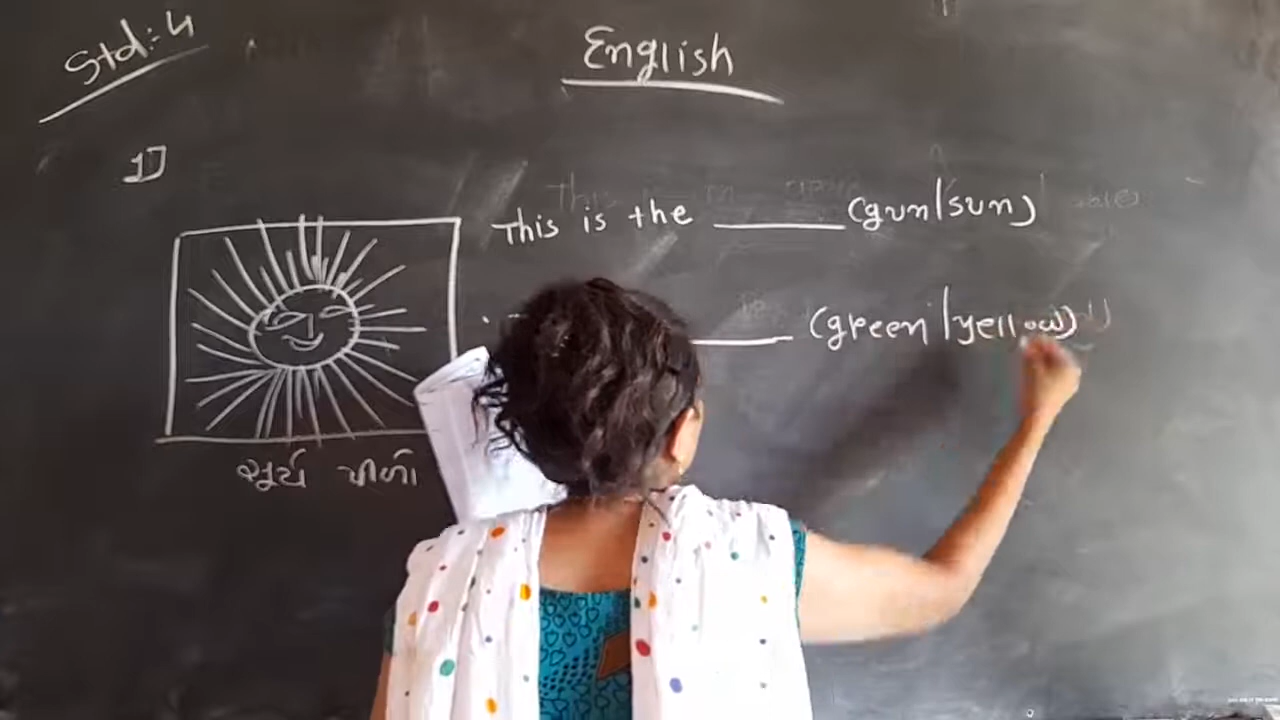 Std:- 4
English
1]
This is the ______ (gun/sun)
______ (green/yellow)
સૂર્ય પીળો